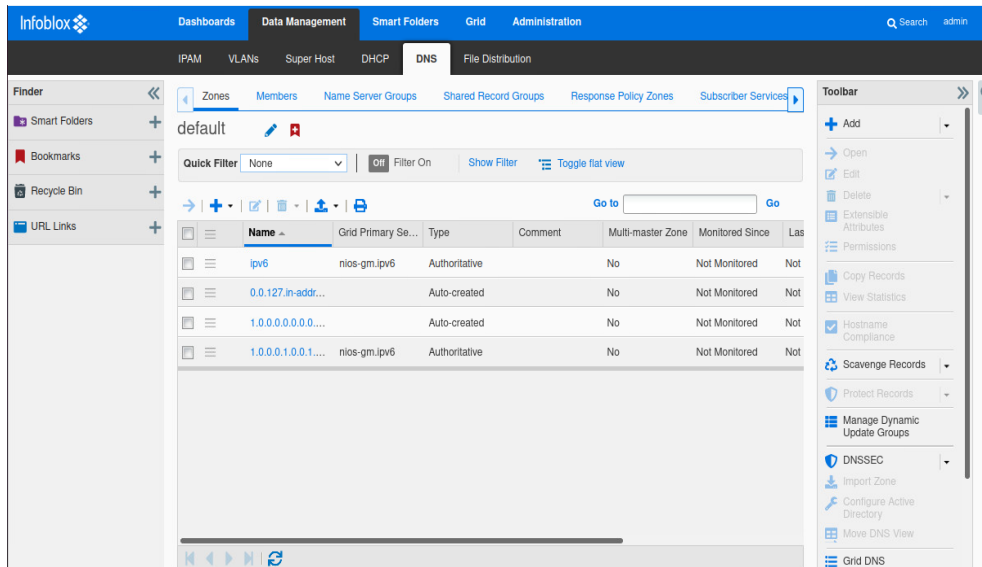 Infoblox
Dashboards Data Management Smart Folders Grid Administration
Search admin
IPAM VLANs Super Host DHCP DNS File Distribution
Finder
Smart Folders
Bookmarks
Recycle Bin
URL Links
Zones Members Name Server Groups Shared Record Groups Response Policy Zones Subscriber Services
default
Quick Filter None Off Filter On Show Filter Toggle flat view
Go to Go
Name Grid Primary Se... Type Comment Multi-master Zone Monitored Since Las
ipv6 nios-gm.ipv6 Authoritative No Not Monitored Not
0.0.127.in-addr... Auto-created No Not Monitored Not
1.0.0.0.0.0.0.... Auto-created No Not Monitored Not
1.0.0.0.1.0.0.1.... nios-gm.ipv6 Authoritative No Not Monitored Not
Toolbar
Add
Open
Edit
Delete
Extensible
Attributes
Permissions
Copy Records
View Statistics
Hostname
Compliance
Scavenge Records
Protect Records
Manage Dynamic
Update Groups
DNSSEC
Import Zone
Configure Active
Directory
Move DNS View
Grid DNS